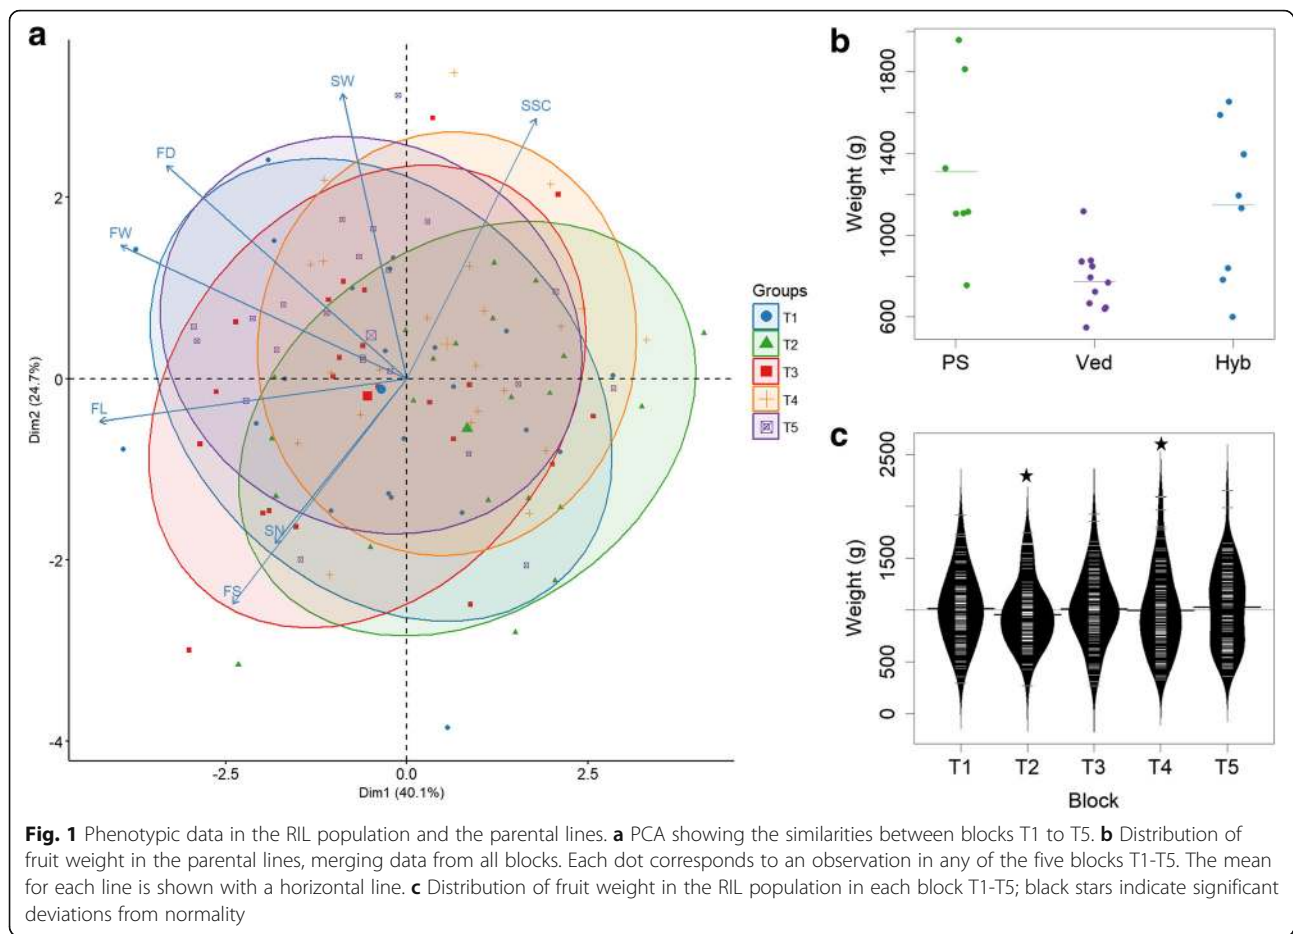 a
SW
SSC
FD
FW
FL
SN
FS
2
0
-2
-4
Dim2 (24.7%)
-2.5
0.0
2.5
Dim1 (40.1%)
Groups
T1
T2
T3
T4
T5
b
1800
1400
1000
600
Weight (g)
PS
Ved
Hyb
c
2500
1500
500
0
Weight (g)
T1
T2
T3
T4
T5
Block
Fig. 1 Phenotypic data in the RIL population and the parental lines. a PCA showing the similarities between blocks T1 to T5. b Distribution of
fruit weight in the parental lines, merging data from all blocks. Each dot corresponds to an observation in any of the five blocks T1-T5. The mean
for each line is shown with a horizontal line. c Distribution of fruit weight in the RIL population in each block T1-T5; black stars indicate significant
deviations from normality